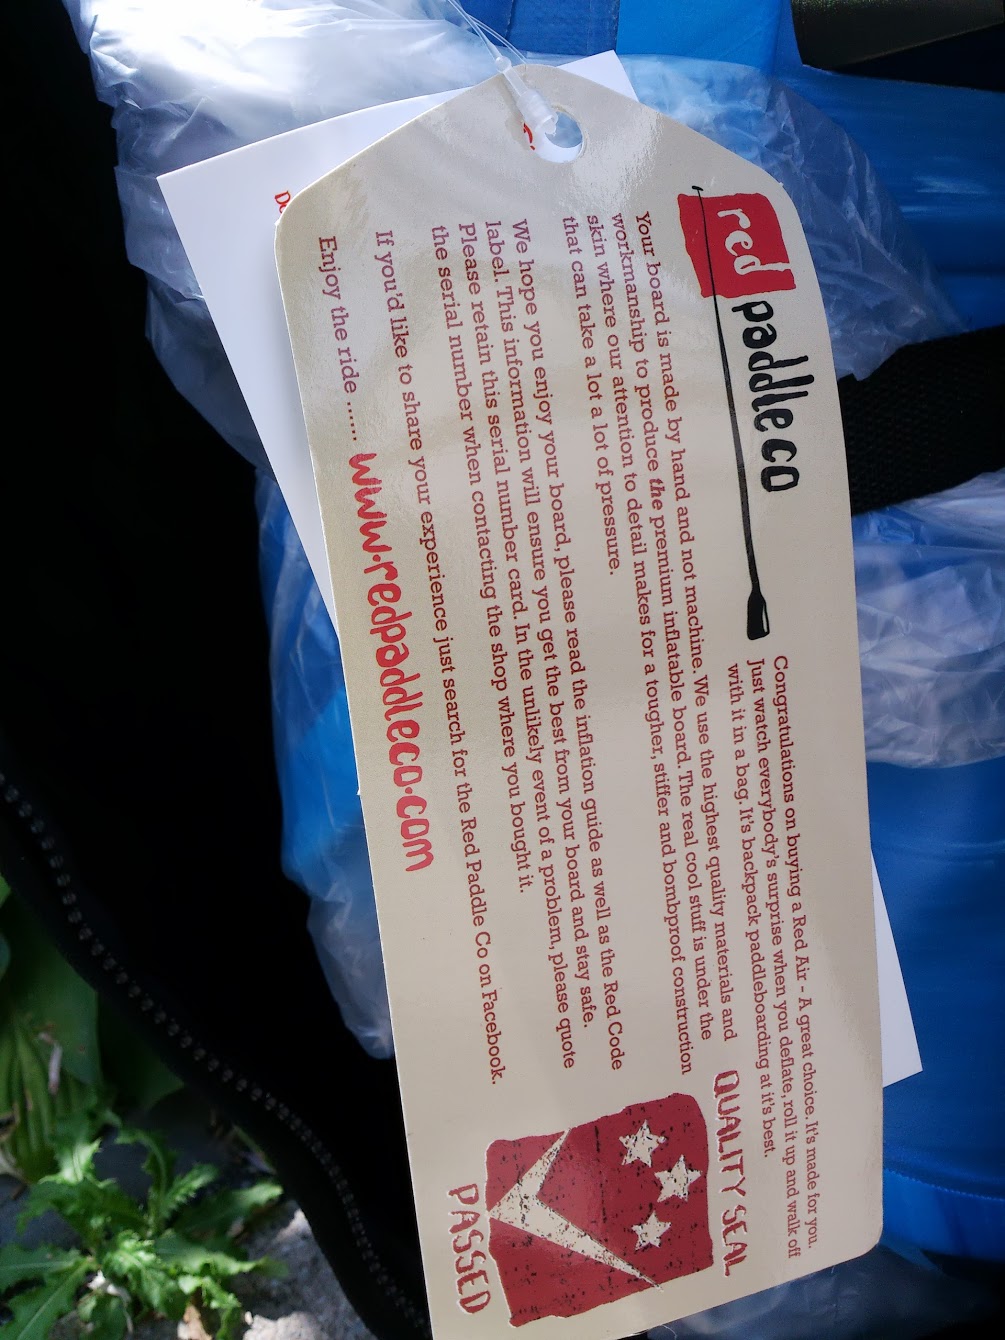 red paddle co
Congratulations on buying a Red Air - A great choice. It's made for you.
Just watch everybody's surprise when you deflate, roll it up and walk off
with it in a bag. It's backpack paddleboarding at it's best.
Your board is made by hand and not machine. We use the highest quality materials and
workmanship to produce the premium inflatable board. The real cool stuff is under the
skin where our attention to detail makes for a tougher, stiffer and bombproof construction
that can take a lot a lot of pressure.
We hope you enjoy your board, please read the inflation guide as well as the Red Code
label. This information will ensure you get the best from your board and stay safe.
Please retain this serial number card. In the unlikely event of a problem, please quote
the serial number when contacting the shop where you bought it.
If you'd like to share your experience just search for the Red Paddle Co on Facebook.
Enjoy the ride ......
www.redpaddleco.com
QUALITY SEAL
PASSED